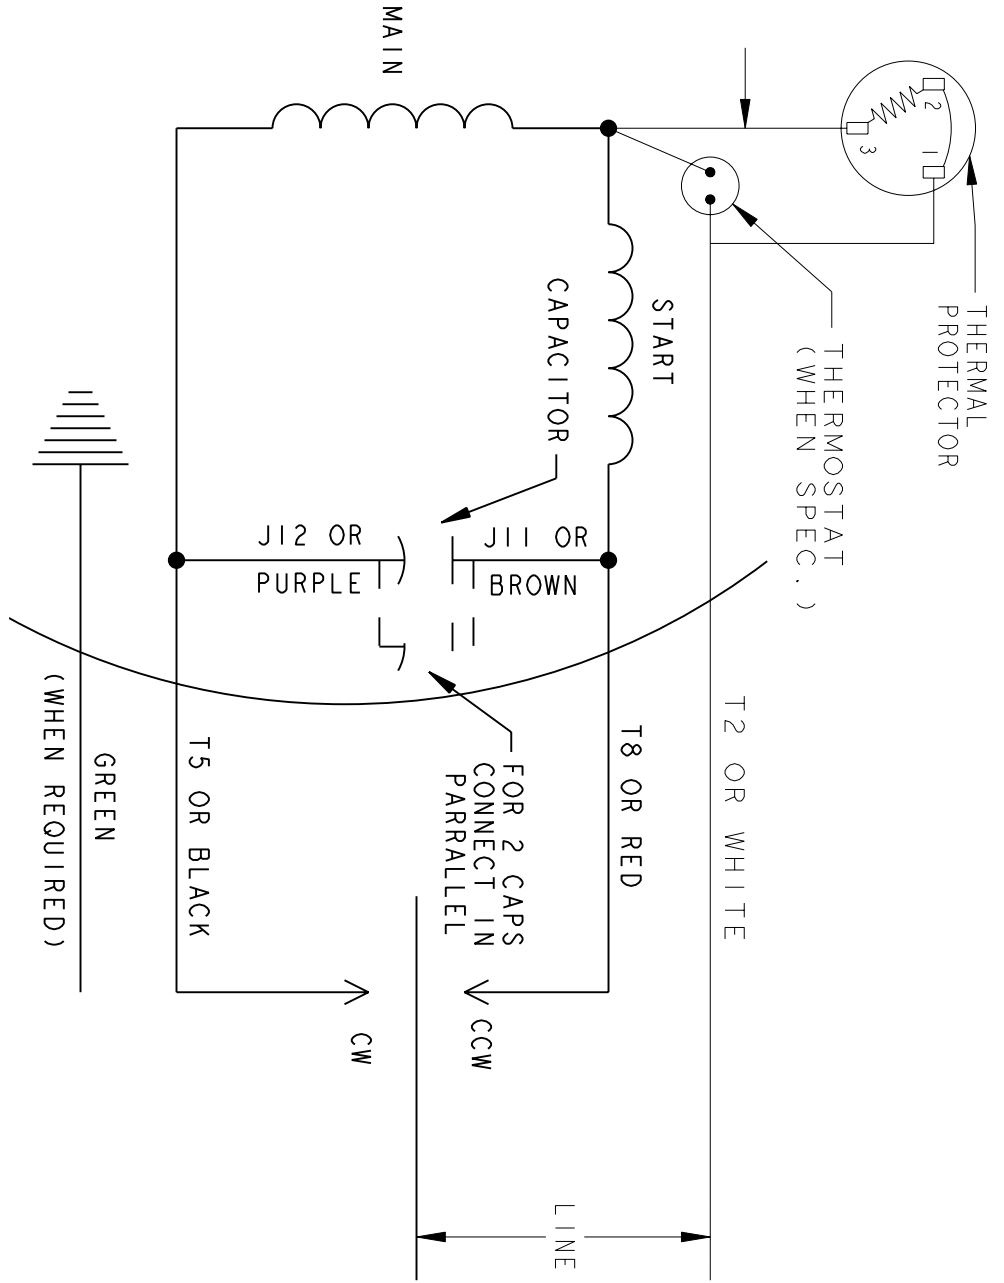 MAIN
2
3
1
THERMAL
PROTECTOR
THERMOSTAT
(WHEN SPEC.)
START
CAPACITOR
J12 OR
PURPLE
J11 OR
BROWN
T2 OR WHITE
T8 OR RED
FOR 2 CAPS
CONNECT IN
PARRALLEL
T5 OR BLACK
GREEN
(WHEN REQUIRED)
CCW
CW
LINE